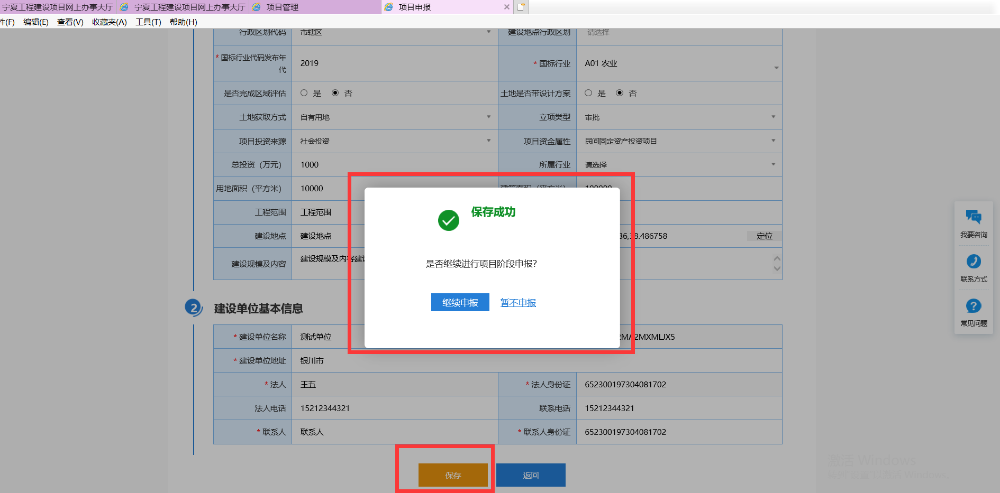 宁夏工程建设项目网上办事大厅 宁夏工程建设项目网上办事大厅 项目管理 项目申报
件(F) 编辑(E) 查看(V) 收藏夹(A) 工具(T) 帮助(H)
行政区划代码 市辖区 建设地点行政区划 请选择
* 国标行业代码发布年
代 2019 * 国标行业 A01 农业
是否完成区域评估 是 否 土地是否带设计方案 是 否
土地获取方式 自有用地 立项类型 审批
项目投资来源 社会投资 项目资金属性 民间固定资产投资项目
总投资（万元） 1000 所属行业 请选择
用地面积（平方米） 10000 建筑面积（平方米） 100000
工程范围 工程范围
建设地点 建设地点 36,38.486758 定位
建设规模及内容 建设规模及内容建设
保存成功
是否继续进行项目阶段申报?
继续申报 暂不申报
我要咨询
联系方式
常见问题
2 建设单位基本信息
* 建设单位名称 测试单位 2MA2MXMLJX5
* 建设单位地址 银川市
* 法人 王五 * 法人身份证 652300197304081702
法人电话 15212344321 联系电话 15212344321
* 联系人 联系人 * 联系人身份证 652300197304081702
保存 返回
激活 Windows
转到"设置"以激活 Windows。